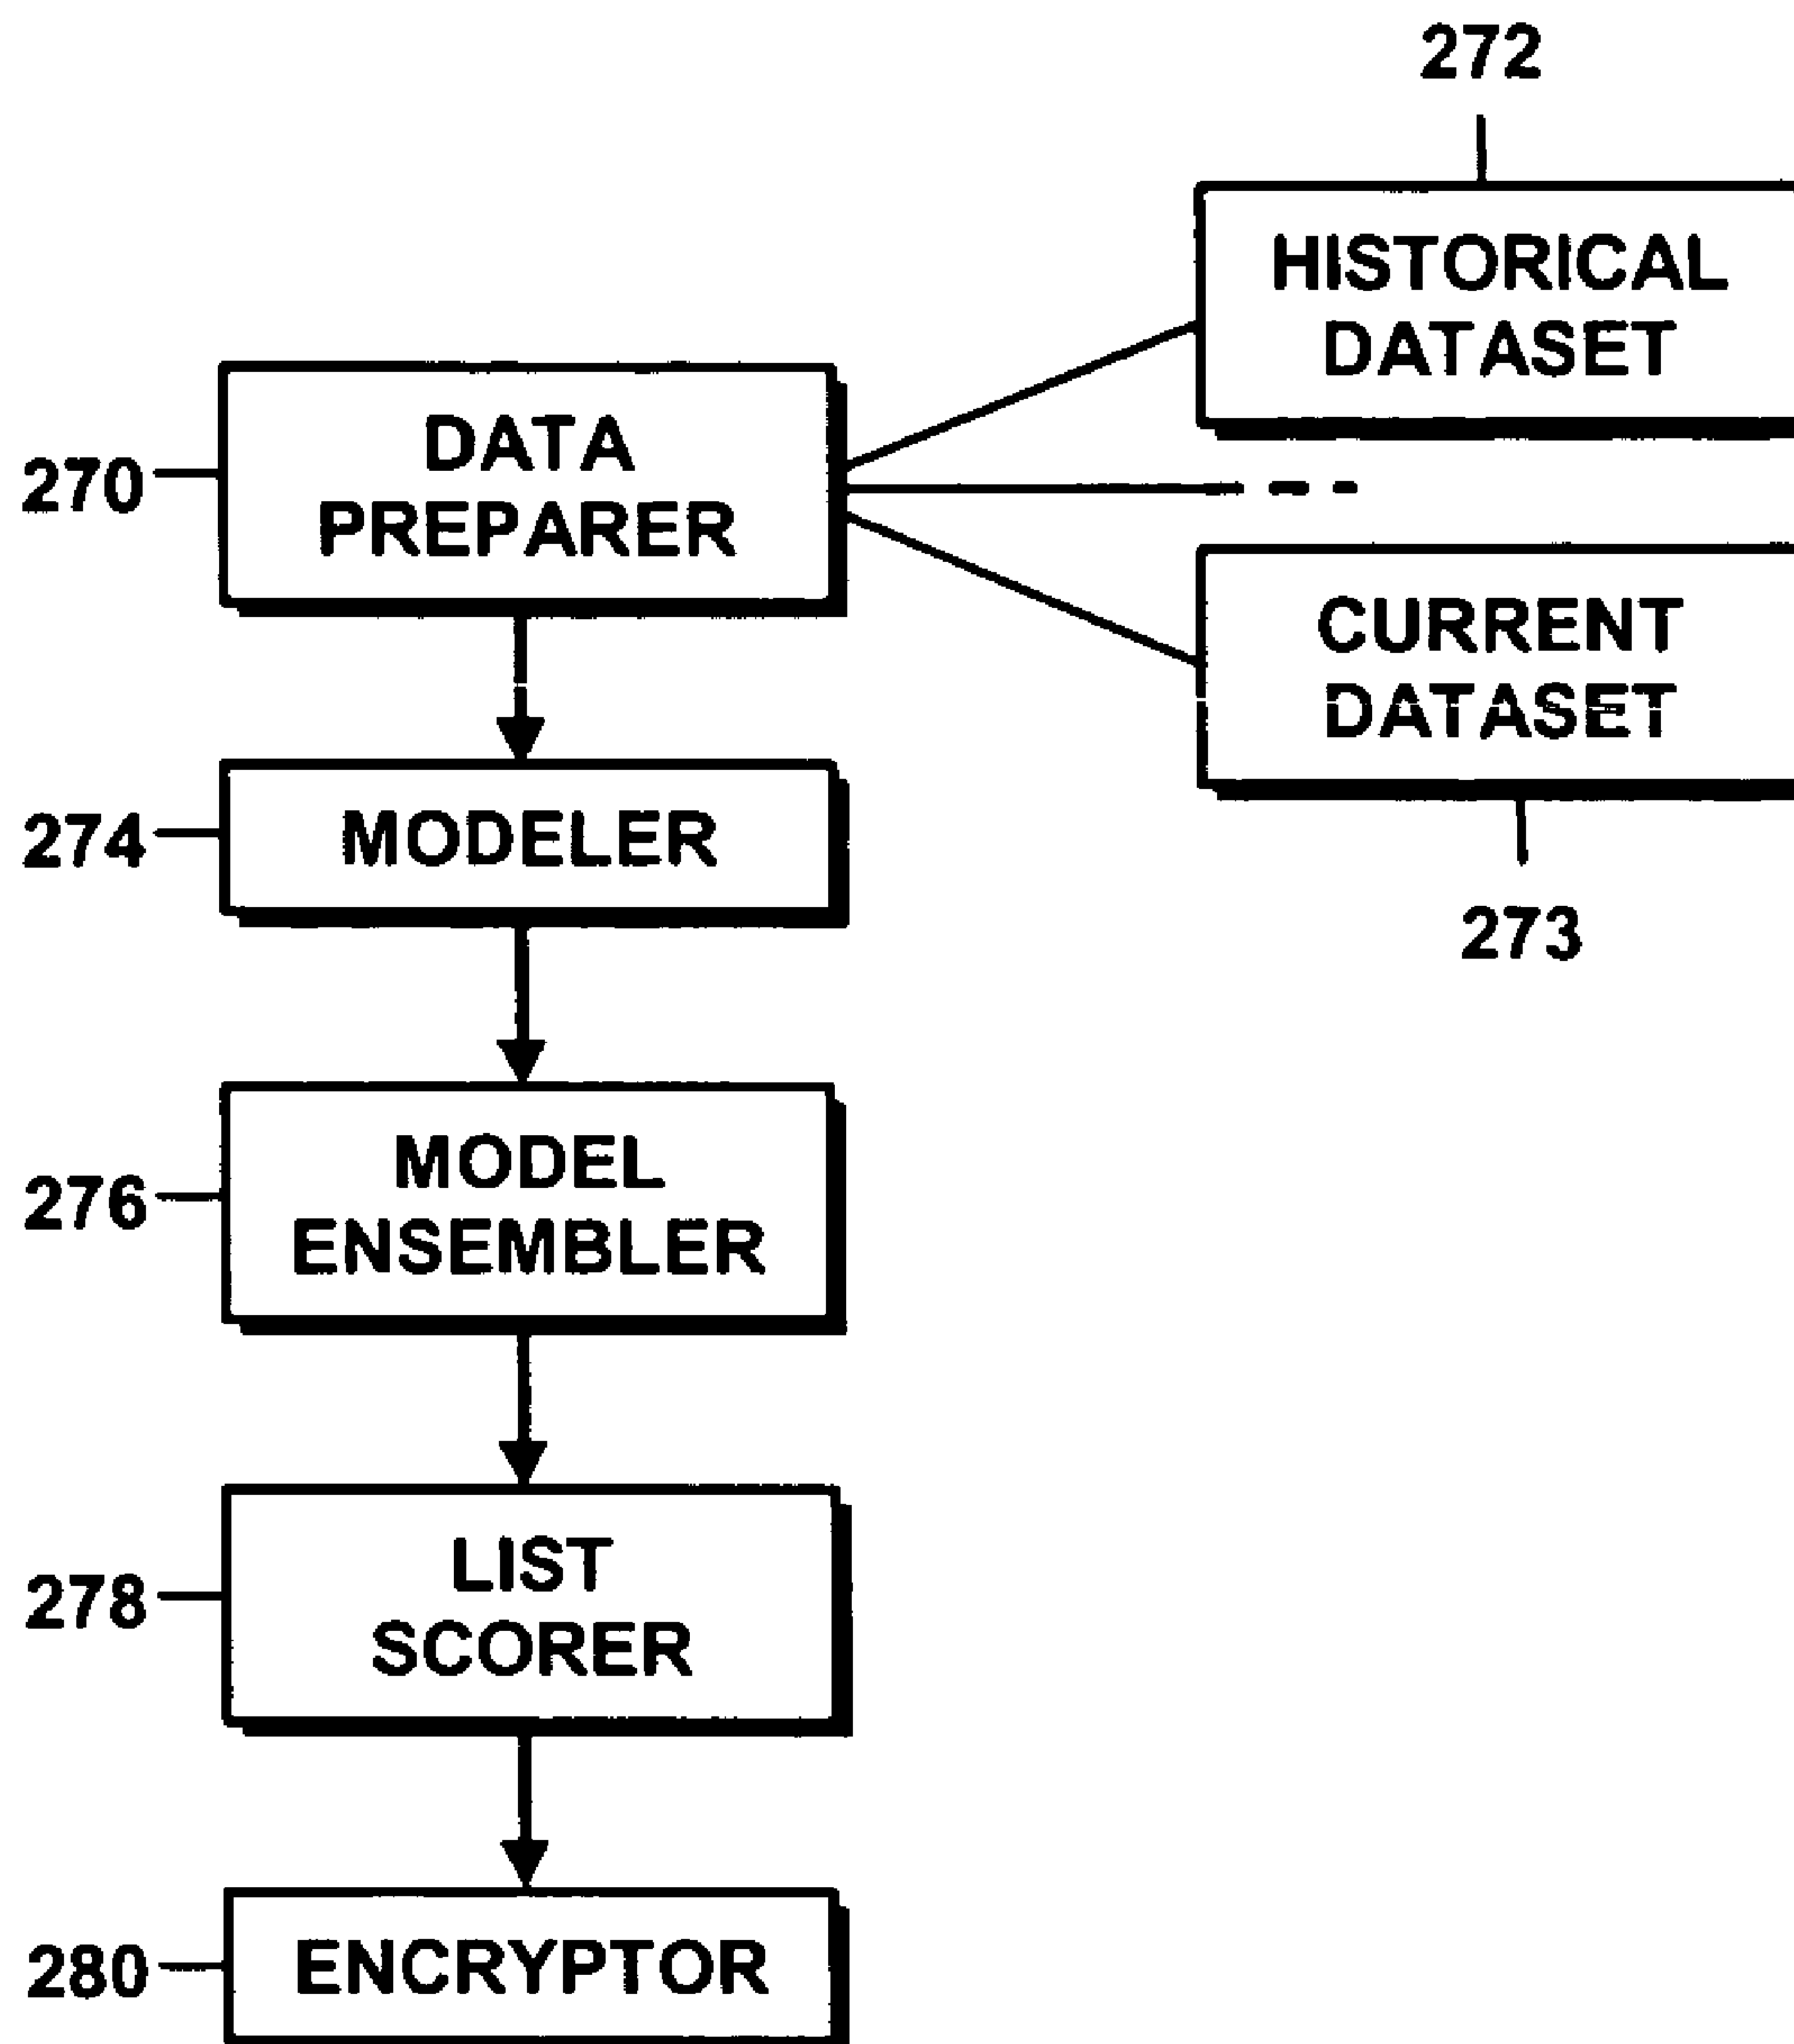 272
HISTORICAL
DATASET
270
DATA
PREPARER
CURRENT
DATASET
273
274
MODELER
276
MODEL
ENSEMBLER
278
LIST
SCORER
280
ENCRYPTOR